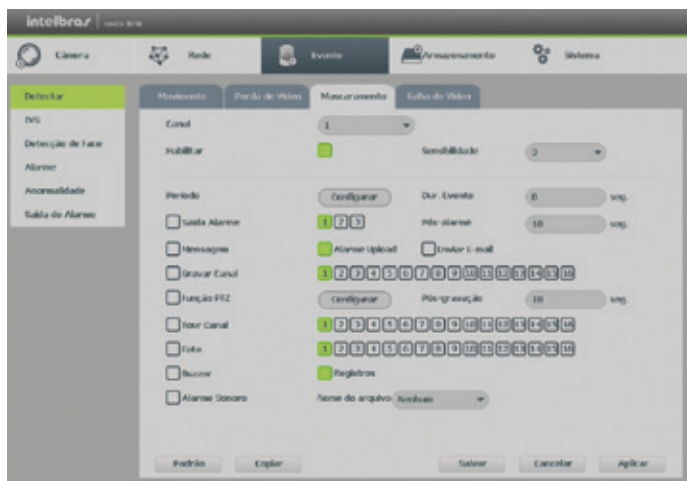 intelbras
Câmera
Rede
Evento
Armazenamento
Sistema
Detectar
IVS
Detecção de Face
Alarme
Anormalidade
Saída de Alarme
Movimento
Perda de Vídeo
Mascaramento
Falha de Vídeo
Canal 1
Habilitar Sensibilidade 3
Período Configurar Dur. Evento 0 seg.
Saída Alarme 1 2 3 Pós-alarme 10
Mensagem Alarme Upload Enviar E-mail
Gravar Canal 1 2 3 4 5 6 7 8 9 10 11 12 13 14 15 16
Função PTZ Configurar Pós-gravação 10 seg.
Tour Canal 1 2 3 4 5 6 7 8 9 10 11 12 13 14 15 16
Foto 1 2 3 4 5 6 7 8 9 10 11 12 13 14 15 16
Buzzer Registros
Alarme Sonoro Nome do arquivo Nenhum
Padrão Copiar Salvar Cancelar Aplicar